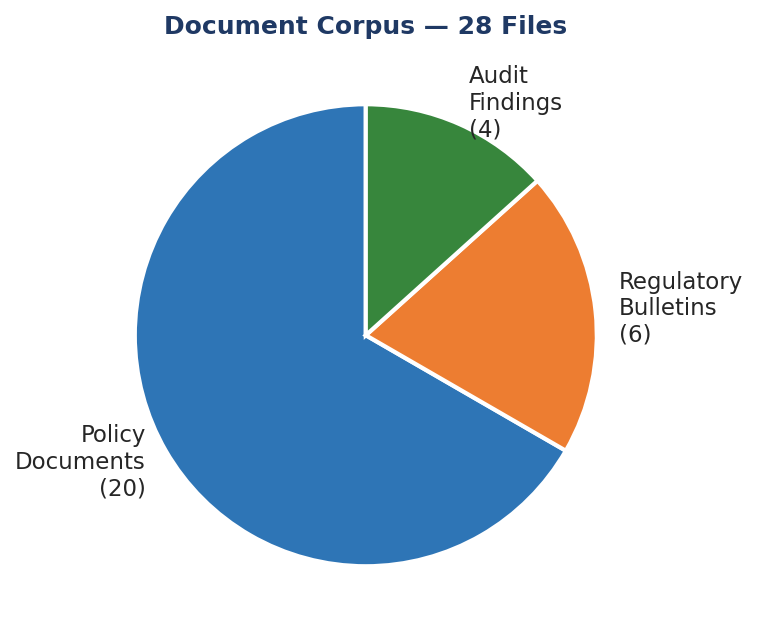 Document Corpus — 28 Files
Audit
Findings
(4)
Regulatory
Bulletins
(6)
Policy
Documents
(20)